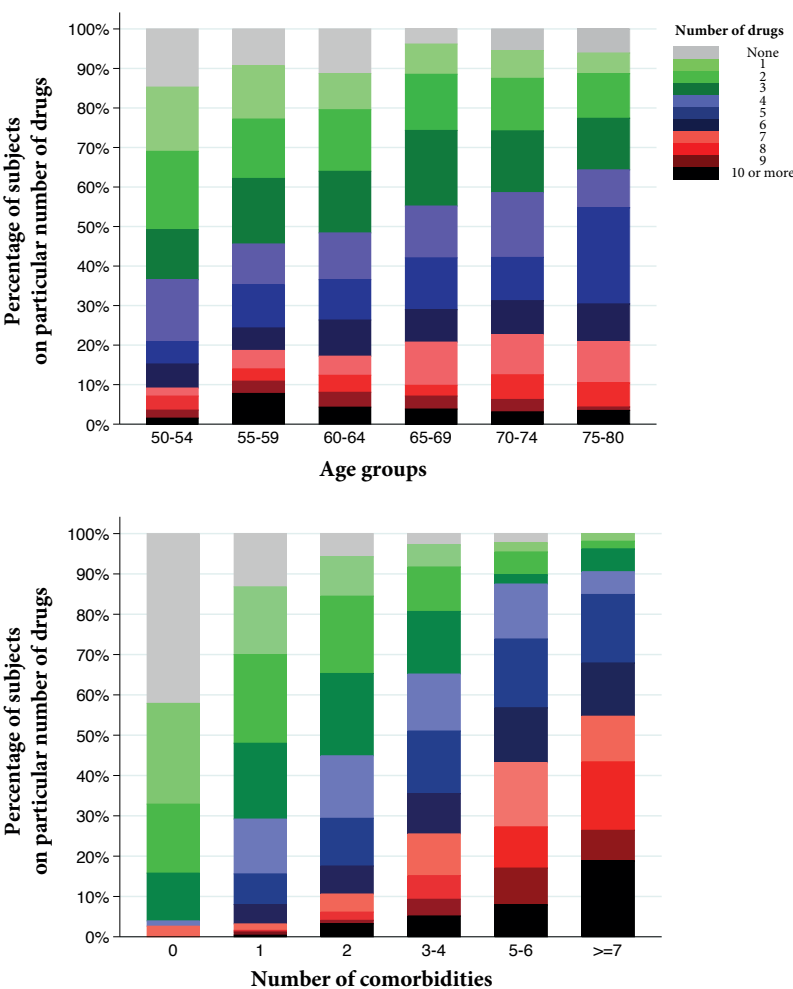 100%
90%
80%
70%
60%
50%
40%
30%
20%
10%
0%
Percentage of subjects
on particular number of drugs
50-54 55-59 60-64 65-69 70-74 75-80
Age groups
Number of drugs
None
1
2
3
4
5
6
7
8
9
10 or more
100%
90%
80%
70%
60%
50%
40%
30%
20%
10%
0%
Percentage of subjects
on particular number of drugs
0 1 2 3-4 5-6 >=7
Number of comorbidities